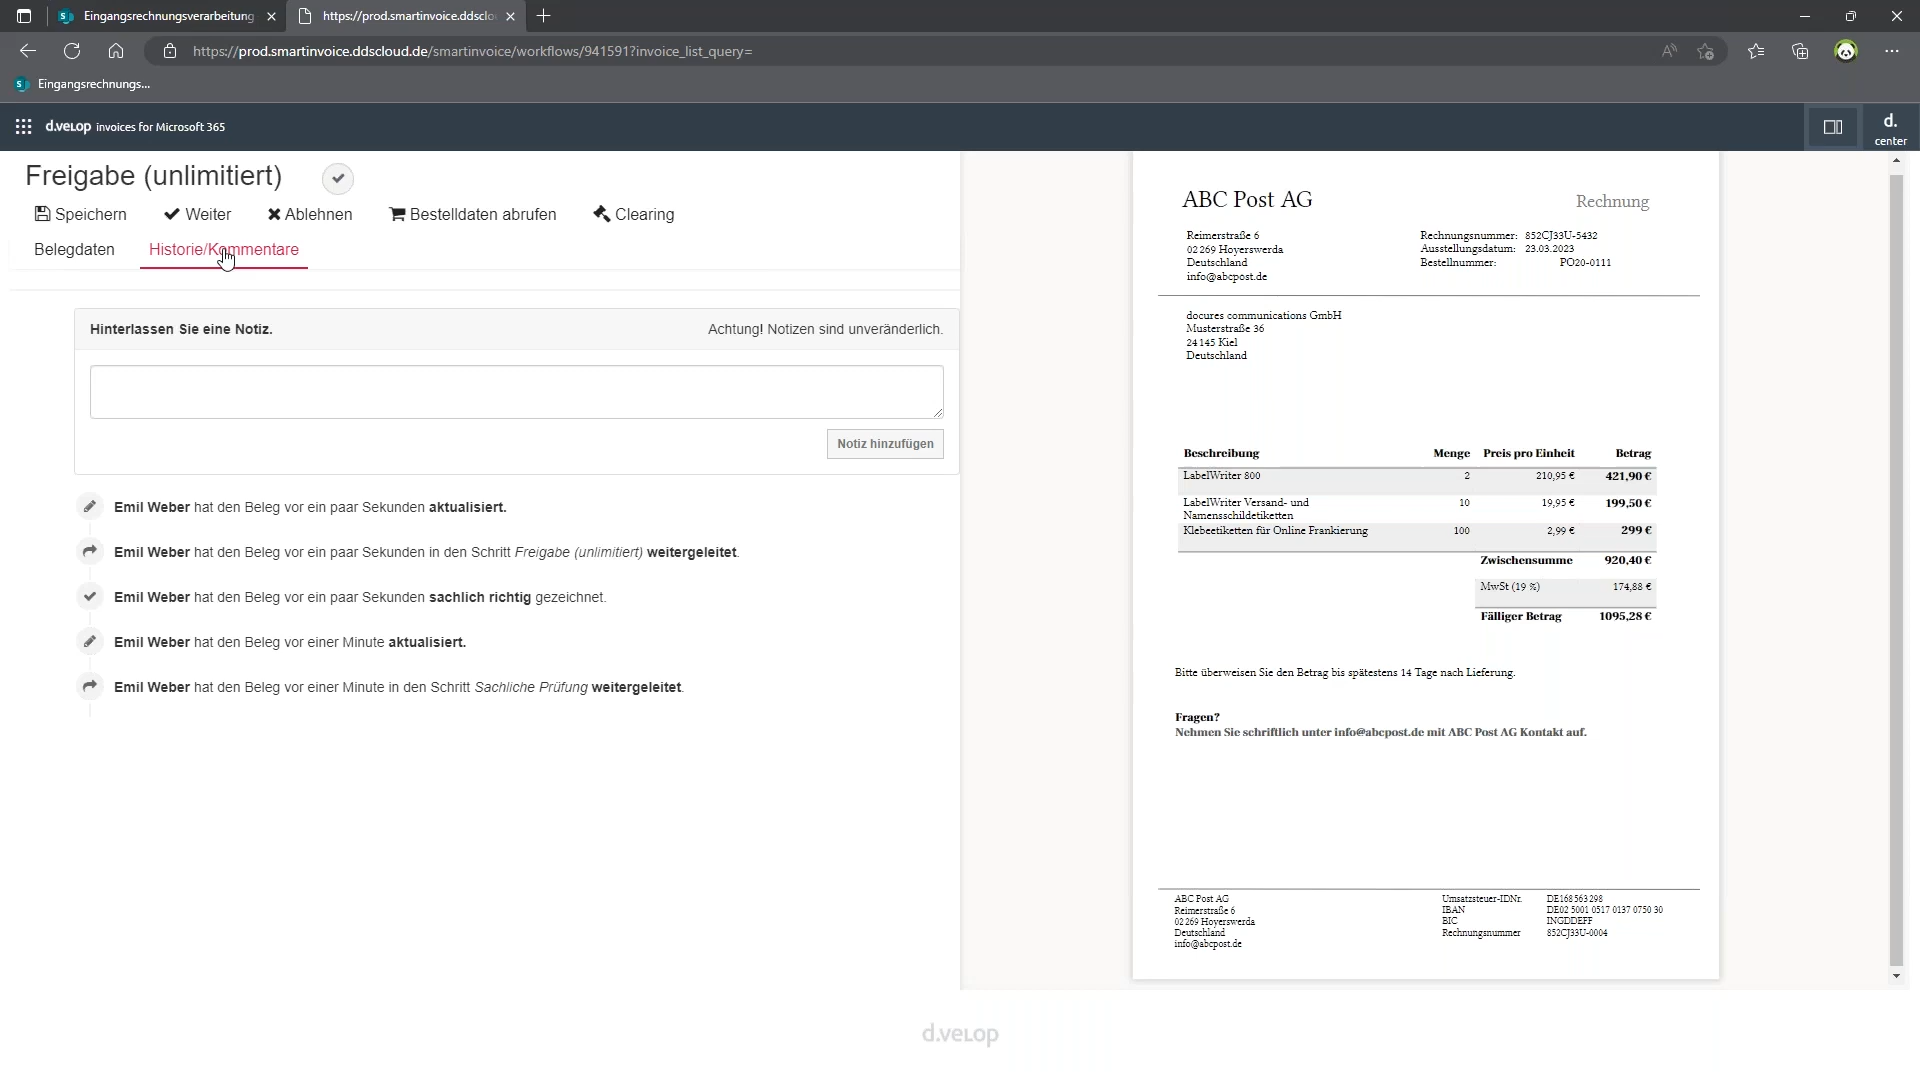 Eingangsrechnungsverarbeitung
https://prod.smartinvoice.ddsclo
https://prod.smartinvoice.ddscloud.de/smartinvoice/workflows/941591?invoice_list_query=
Eingangsrechnungs...
d.velop invoices for Microsoft 365
d.
center
Freigabe (unlimitiert)
Speichern Weiter Ablehnen Bestelldaten abrufen Clearing
Belegdaten Historie/Kommentare
Hinterlassen Sie eine Notiz. Achtung! Notizen sind unveränderlich.
Notiz hinzufügen
Emil Weber hat den Beleg vor ein paar Sekunden aktualisiert.
Emil Weber hat den Beleg vor ein paar Sekunden in den Schritt Freigabe (unlimitiert) weitergeleitet.
Emil Weber hat den Beleg vor ein paar Sekunden sachlich richtig gezeichnet.
Emil Weber hat den Beleg vor einer Minute aktualisiert.
Emil Weber hat den Beleg vor einer Minute in den Schritt Sachliche Prüfung weitergeleitet.
ABC Post AG Rechnung
Reimerstraße 6
02269 Hoyerswerda
Deutschland
info@abcpost.de
Rechnungsnummer: 852CJ33U-5432
Ausstellungsdatum: 23.03.2023
Bestellnummer: PO20-0111
docures communications GmbH
Musterstraße 36
24145 Kiel
Deutschland
Beschreibung Menge Preis pro Einheit Betrag
LabelWriter 800 2 210,95 € 421,90 €
LabelWriter Versand- und 10 19,95 € 199,50 €
Namensschildetiketten
Klebeetiketten für Online Frankierung 100 2,99 € 299 €
Zwischensumme 920,40 €
MwSt (19 %) 174,88 €
Fälliger Betrag 1095,28 €
Bitte überweisen Sie den Betrag bis spätestens 14 Tage nach Lieferung.
Fragen?
Nehmen Sie schriftlich unter info@abcpost.de mit ABC Post AG Kontakt auf.
ABC Post AG
Reimerstraße 6
02269 Hoyerswerda
Deutschland
info@abcpost.de
Umsatzsteuer-IDNr. DE168563298
IBAN DE02 5001 0517 0137 0750 30
BIC INGDDEFF
Rechnungsnummer 852CJ33U-0004
d.velop